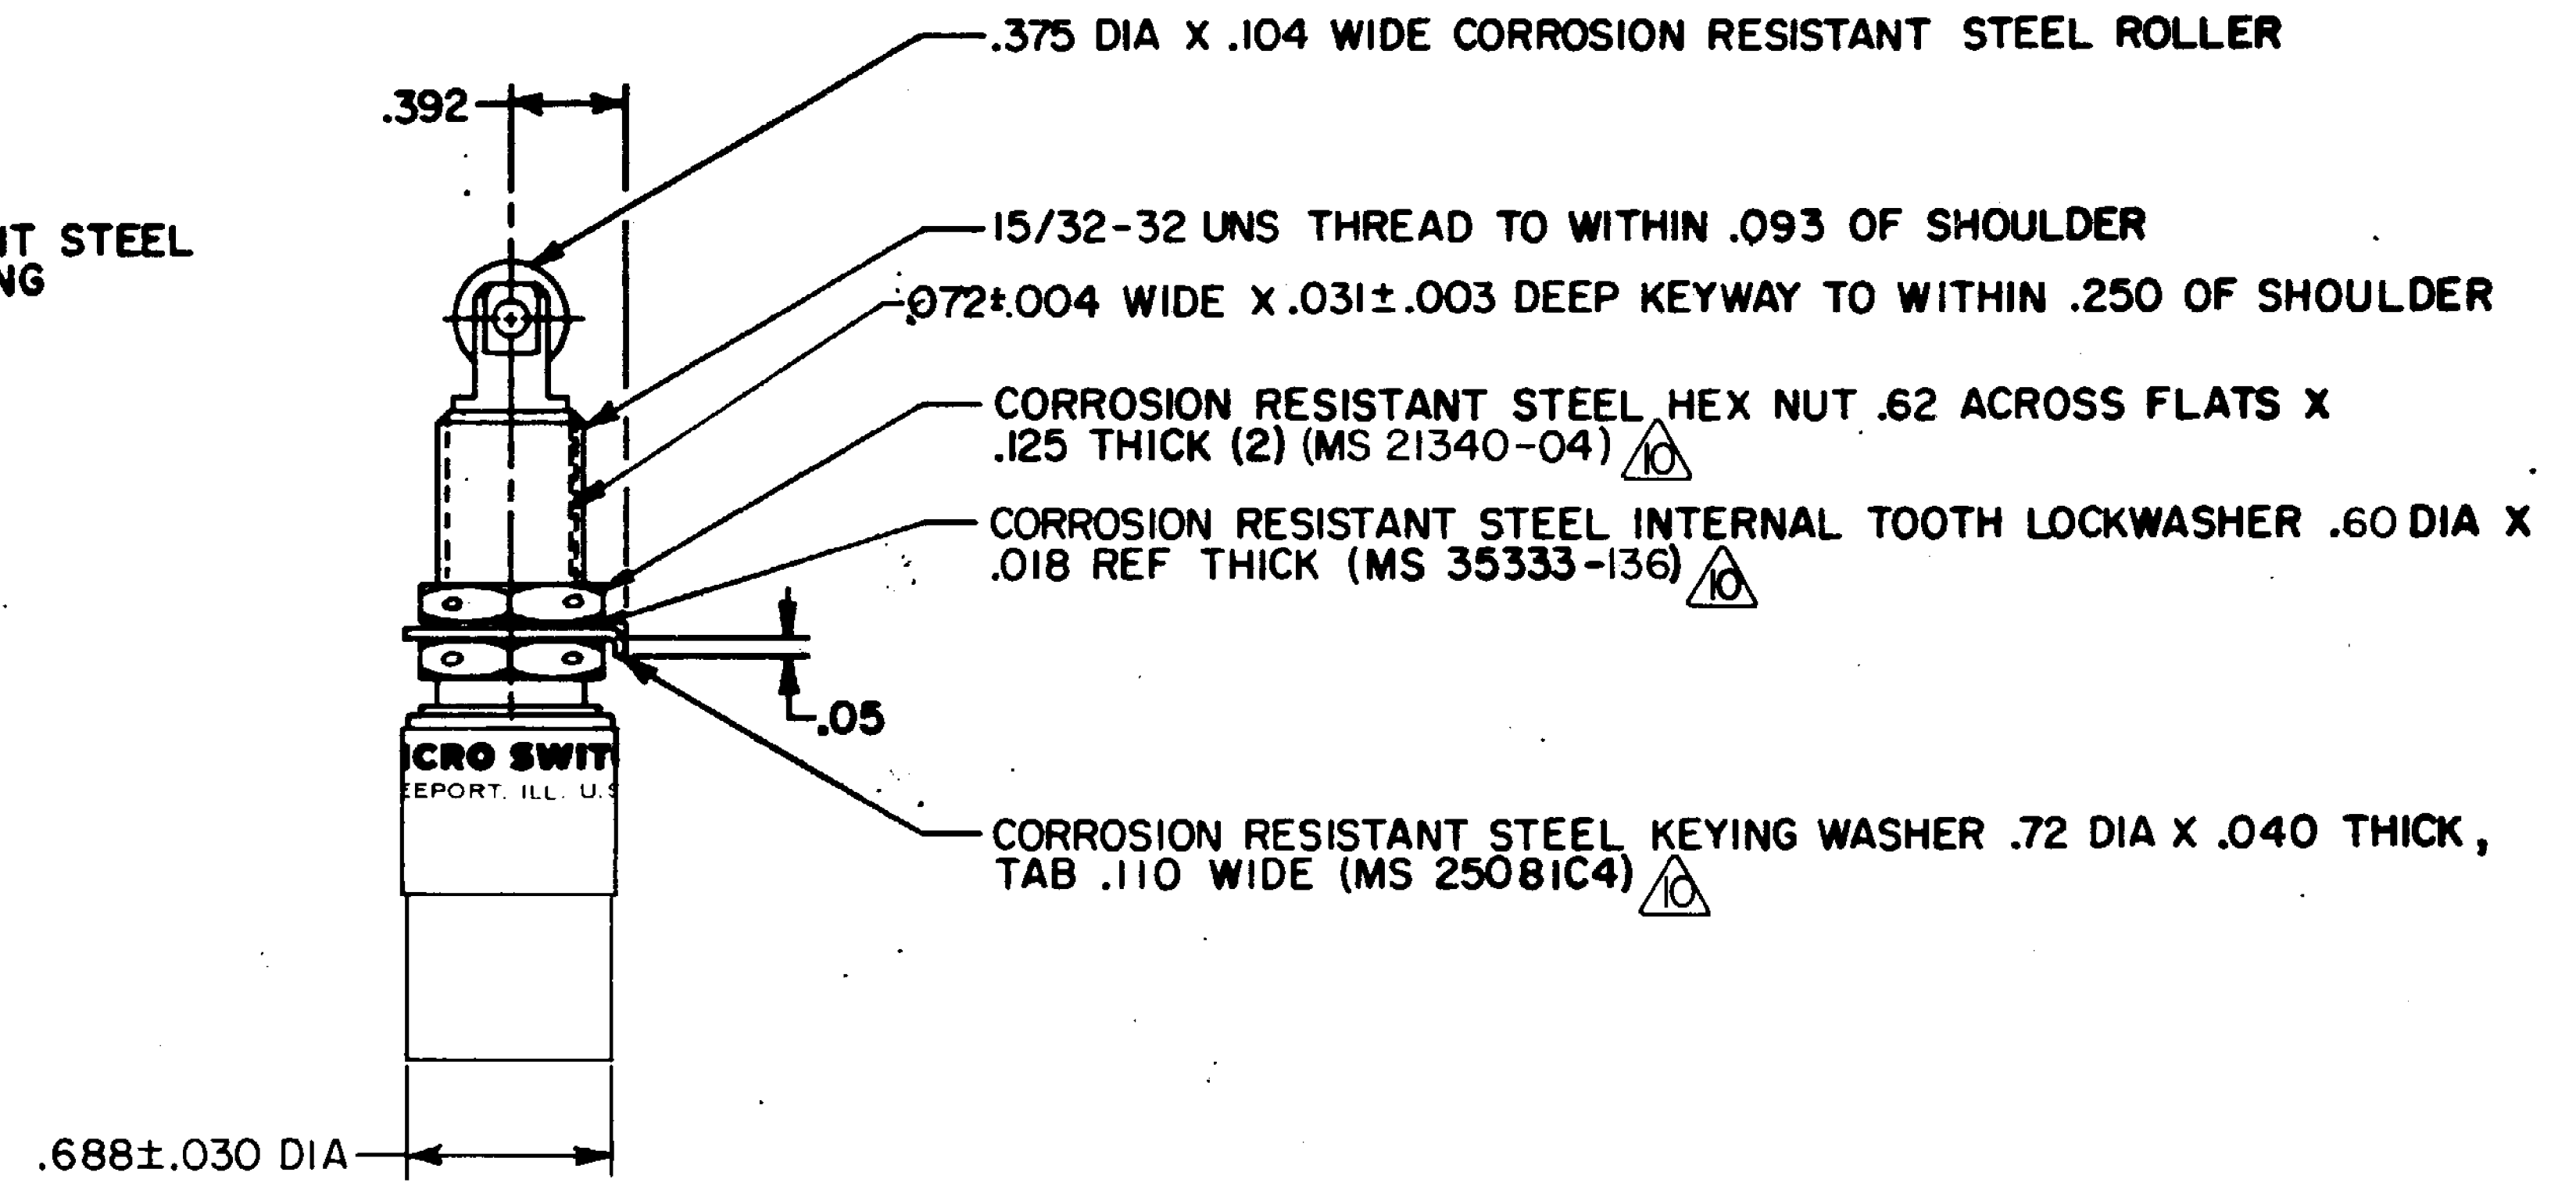 .375 DIA X .104 WIDE CORROSION RESISTANT STEEL ROLLER
.392
15/32-32 UNS THREAD TO WITHIN .093 OF SHOULDER
IT STEEL
NG
.072±.004 WIDE X .031±.003 DEEP KEYWAY TO WITHIN .250 OF SHOULDER
CORROSION RESISTANT STEEL HEX NUT .62 ACROSS FLATS X
.125 THICK (2) (MS 21340-04) 10
CORROSION RESISTANT STEEL INTERNAL TOOTH LOCKWASHER .60 DIA X
.018 REF THICK (MS 35333-136) 10
.05
ICRO SWIT
EEPORT. ILL. U.S
CORROSION RESISTANT STEEL KEYING WASHER .72 DIA X .040 THICK,
TAB .110 WIDE (MS 25081C4) 10
.688±.030 DIA